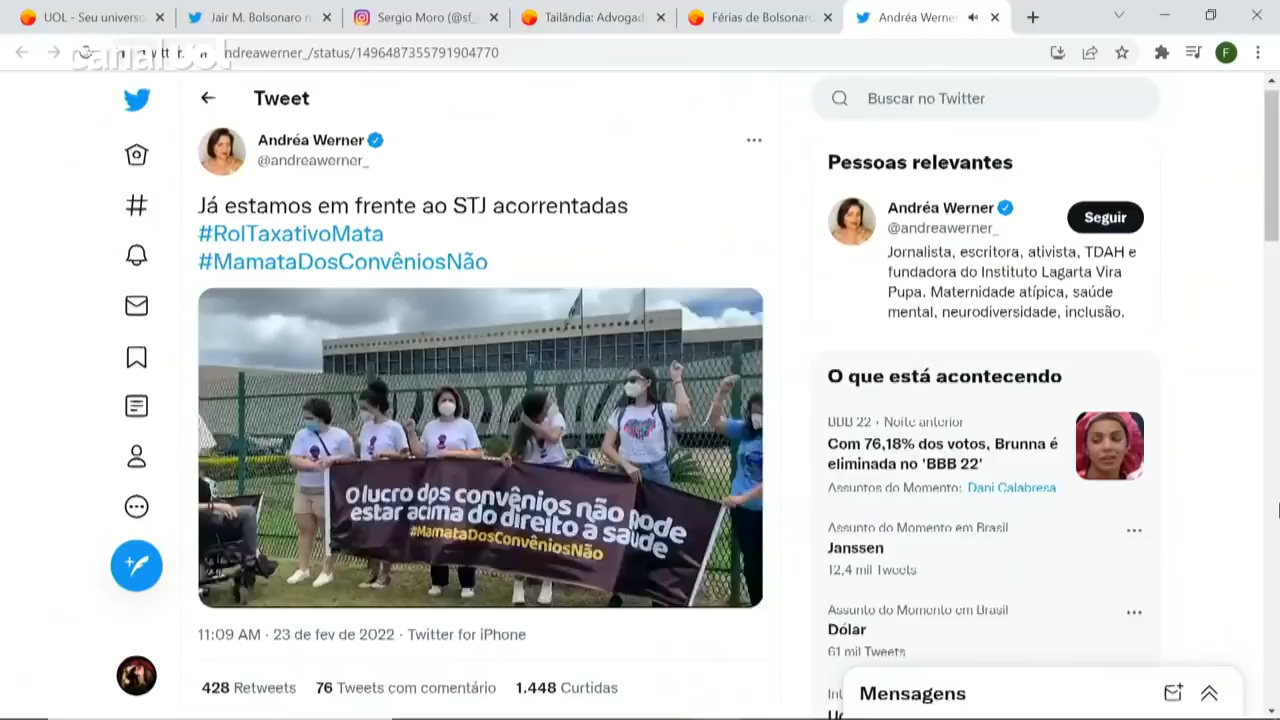 UOL - Seu universo
Jair M. Bolsonaro n
Sergio Moro (@sf_
Tailândia: Advogad
Férias de Bolsonaro
Andréa Werner
canal UOL
andreawerner_/status/1496487355791904770
F
Tweet
Buscar no Twitter
Andréa Werner
@andreawerner_
Já estamos em frente ao STJ acorrentadas
#RolTaxativoMata
#MamataDosConvêniosNão
O lucro dos convênios não pode
estar acima do direito à saúde
#MamataDosConvêniosNão
11:09 AM · 23 de fev de 2022 · Twitter for iPhone
428 Retweets 76 Tweets com comentário 1.448 Curtidas
Pessoas relevantes
Andréa Werner
@andreawerner_
Seguir
Jornalista, escritora, ativista, TDAH e
fundadora do Instituto Lagarta Vira
Pupa. Maternidade atípica, saúde
mental, neurodiversidade, inclusão.
O que está acontecendo
BBB 22 · Noite anterior
Com 76,18% dos votos, Brunna é
eliminada no 'BBB 22'
Assuntos do Momento: Dani Calabresa
Assunto do Momento em Brasil
Janssen
12,4 mil Tweets
Assunto do Momento em Brasil
Dólar
61 mil Tweets
Mensagens